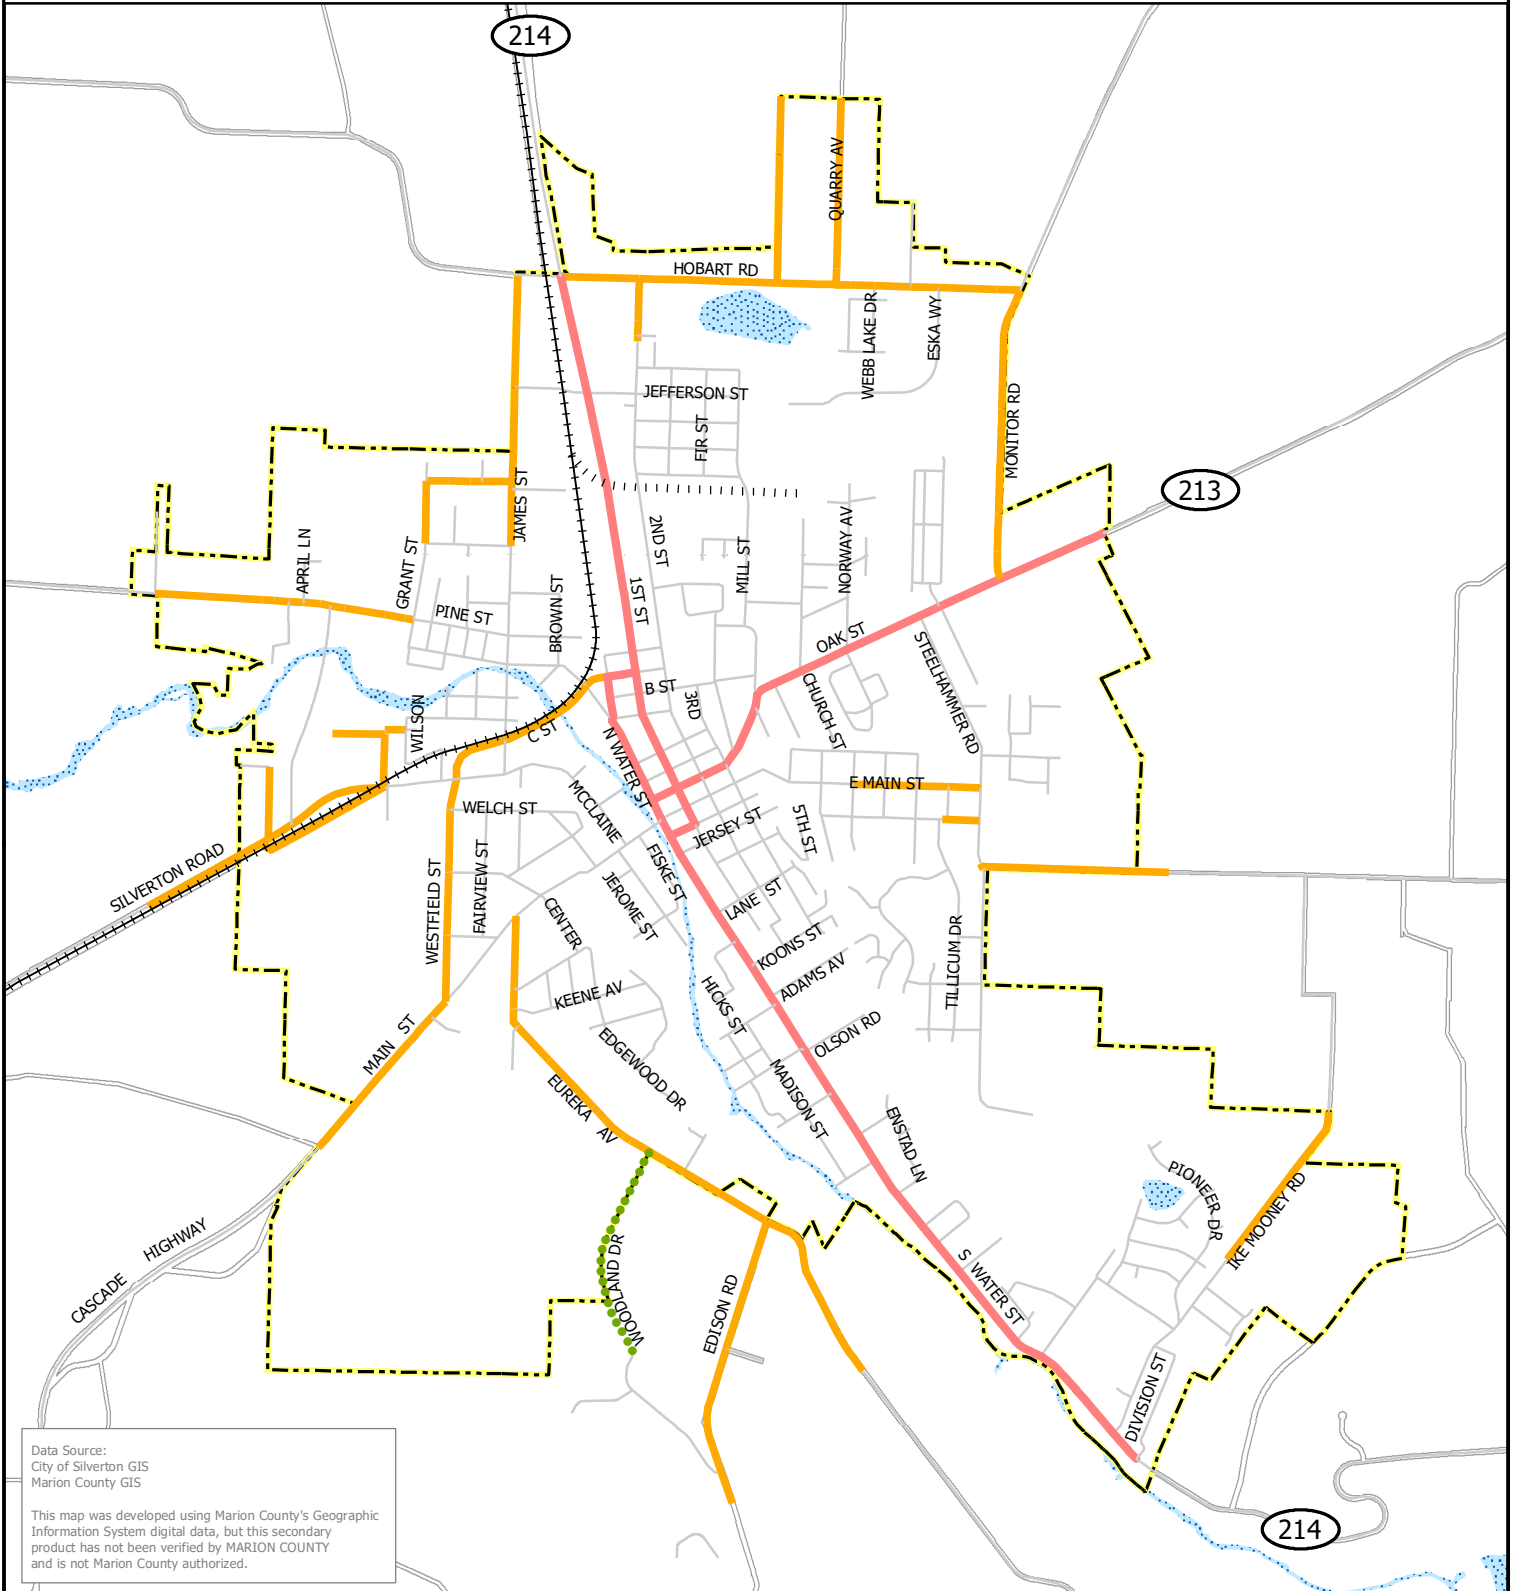 214
QUARRY AV
HOBART RD
WEBB LAKE DR
ESKA WY
JEFFERSON ST
FIR ST
MONITOR RD
213
JAMES ST
2ND ST
MILL ST
NORWAY AV
APRIL LN
GRANT ST
PINE ST
BROWN ST
1ST ST
OAK ST
STEELHAMMER RD
B ST
3RD
CHURCH ST
WILSON
C ST
N WATER ST
E MAIN ST
WELCH ST
MCCLAINE
JERSEY ST
5TH ST
SILVERTON ROAD
WESTFIELD ST
FAIRVIEW ST
FISKE ST
JEROME ST
CENTER
LANE ST
KOONS ST
ADAMS AV
TILLICUM DR
KEENE AV
HICKS ST
OLSON RD
MAIN ST
EDGEWOOD DR
EUREKA AV
MADISON ST
ENSTAD LN
PIONEER DR
IKE MOONEY RD
CASCADE HIGHWAY
WOODLAND DR
EDISON RD
S WATER ST
DIVISION ST
214
Data Source:
City of Silverton GIS
Marion County GIS
This map was developed using Marion County's Geographic
Information System digital data, but this secondary
product has not been verified by MARION COUNTY
and is not Marion County authorized.